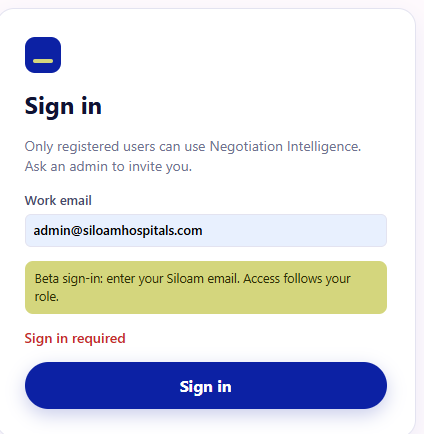 Sign in
Only registered users can use Negotiation Intelligence.
Ask an admin to invite you.
Work email
admin@siloamhospitals.com
Beta sign-in: enter your Siloam email. Access follows your
role.
Sign in required
Sign in